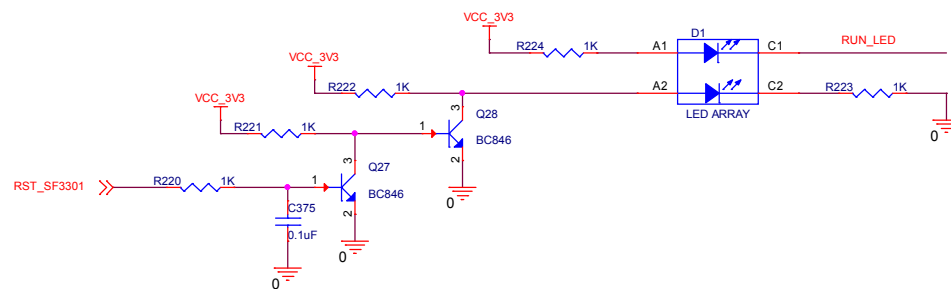 VCC_3V3
D1
R224
1K
A1
C1
RUN_LED
VCC_3V3
R222
1K
A2
C2
R223
1K
LED ARRAY
0
VCC_3V3
R221
1K
3
1
Q28
BC846
2
0
3
1
Q27
BC846
2
0
RST_SF3301
R220
1K
C375
0.1uF
0